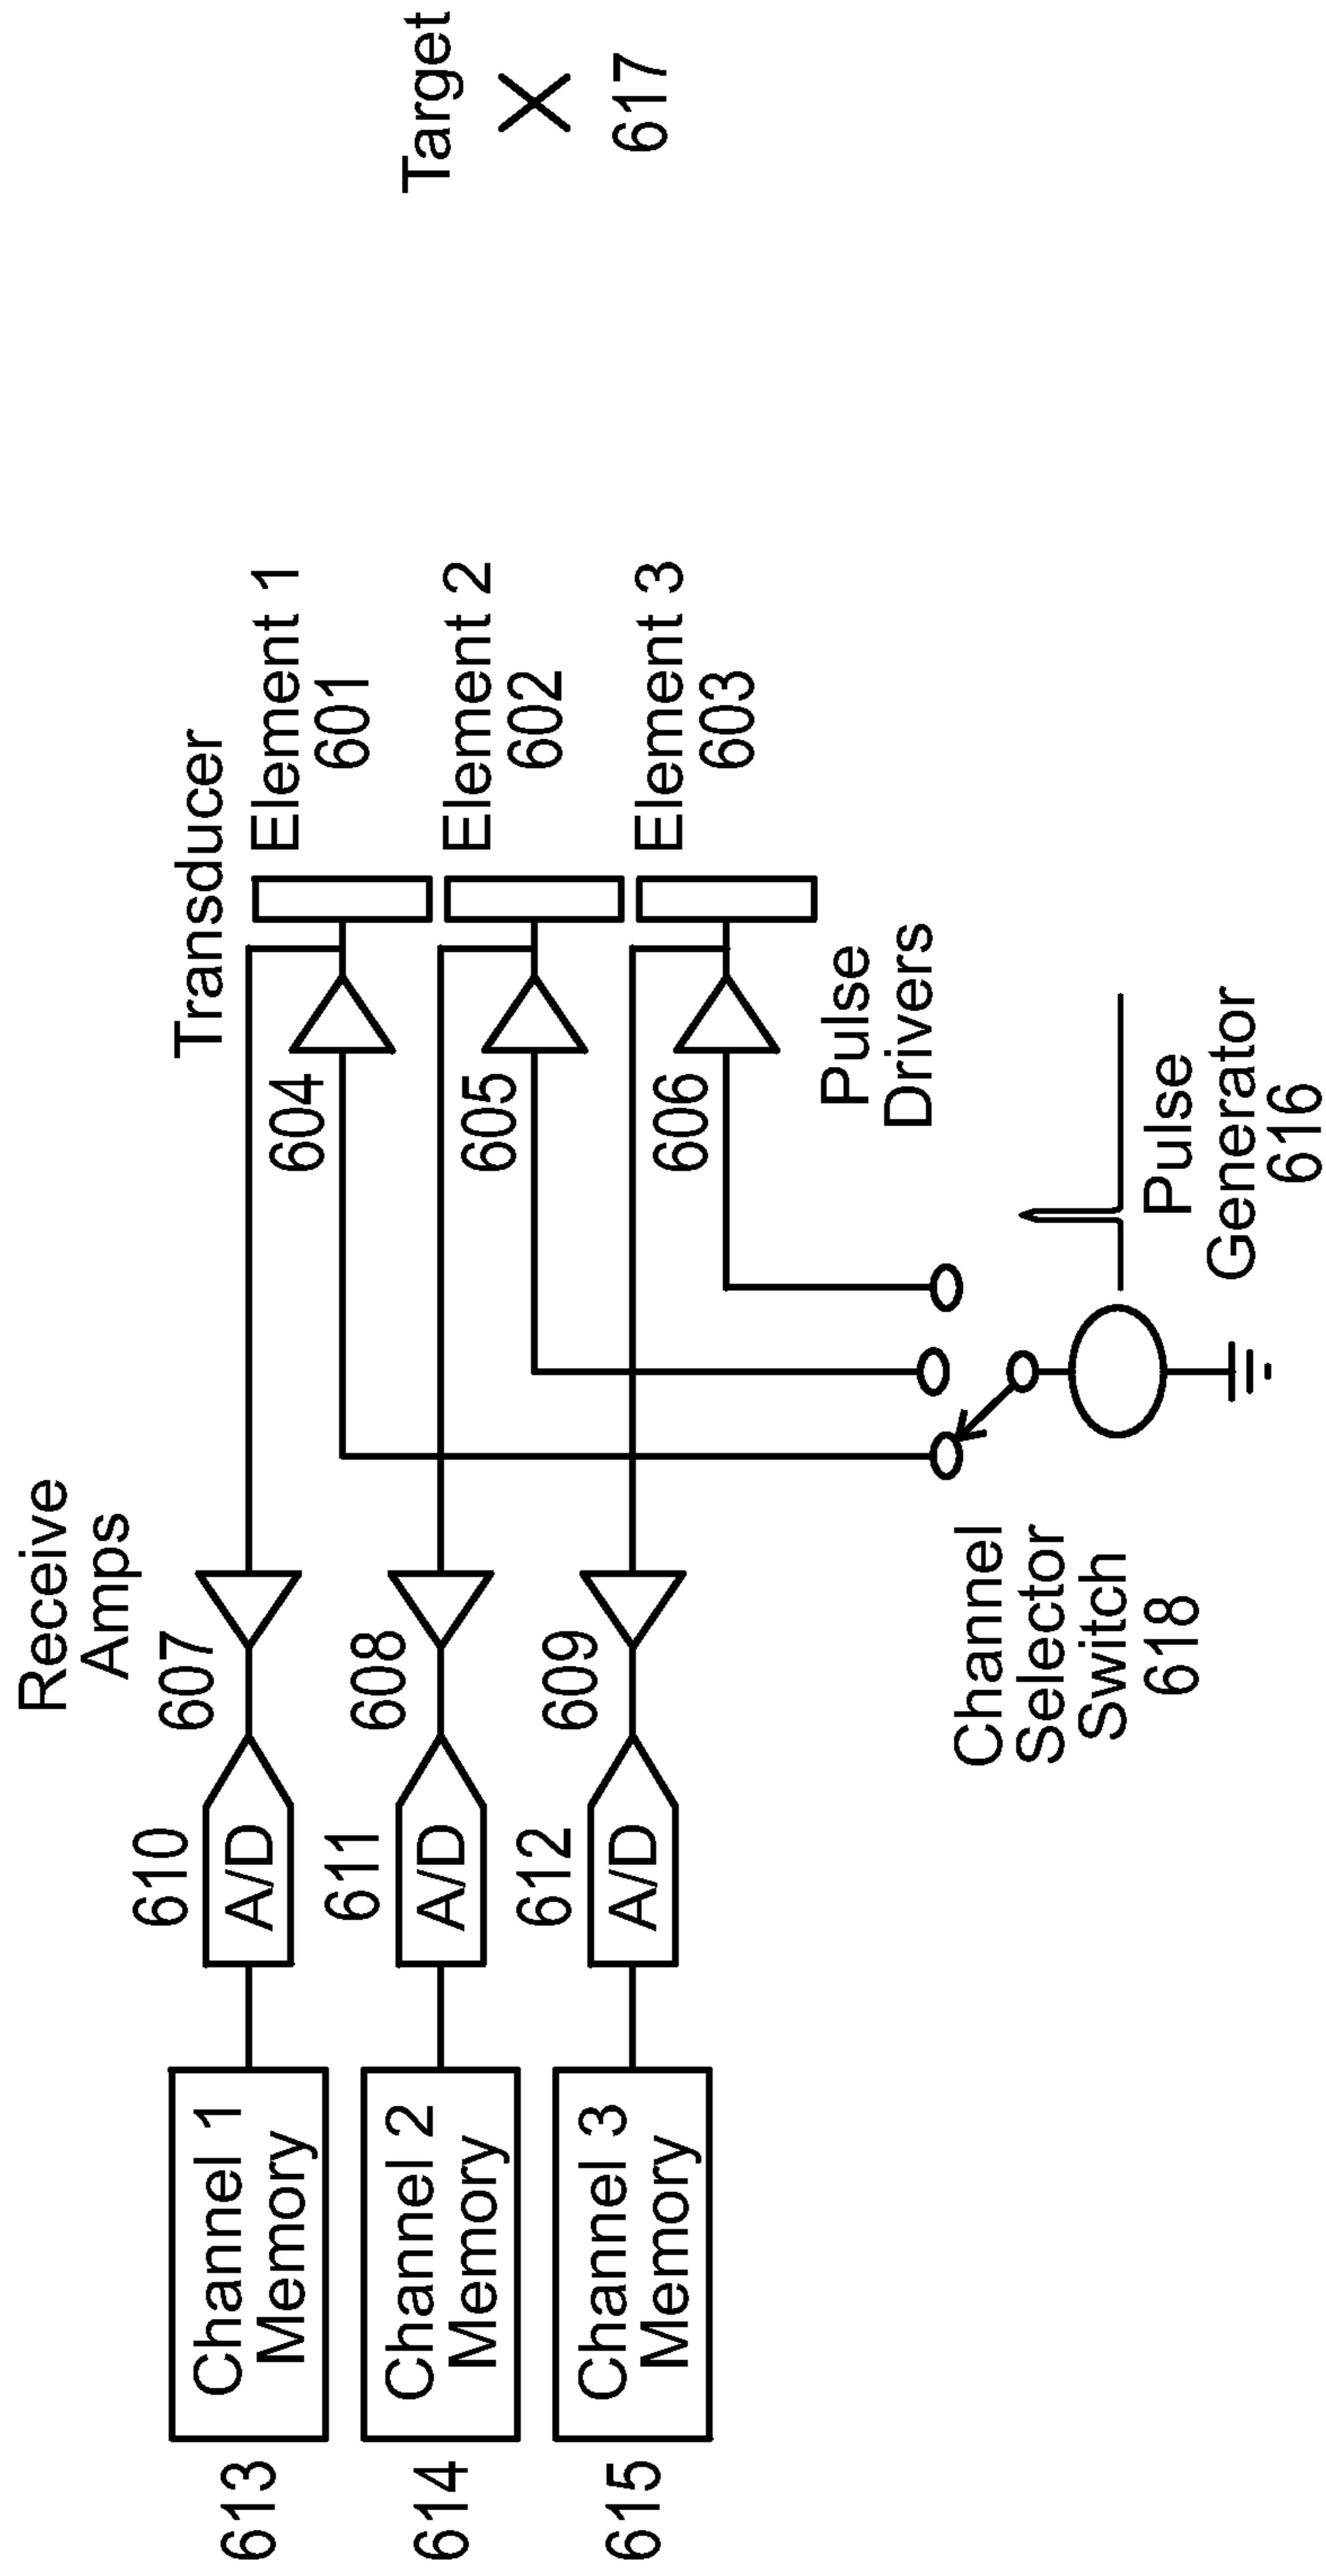 Receive
Amps
Transducer
613
Channel 1
Memory
610
A/D
607
604
Element 1
601
614
Channel 2
Memory
611
A/D
608
605
Element 2
602
615
Channel 3
Memory
612
A/D
609
606
Element 3
603
Target
X
617
Pulse
Drivers
Channel
Selector
Switch
618
Pulse
Generator
616